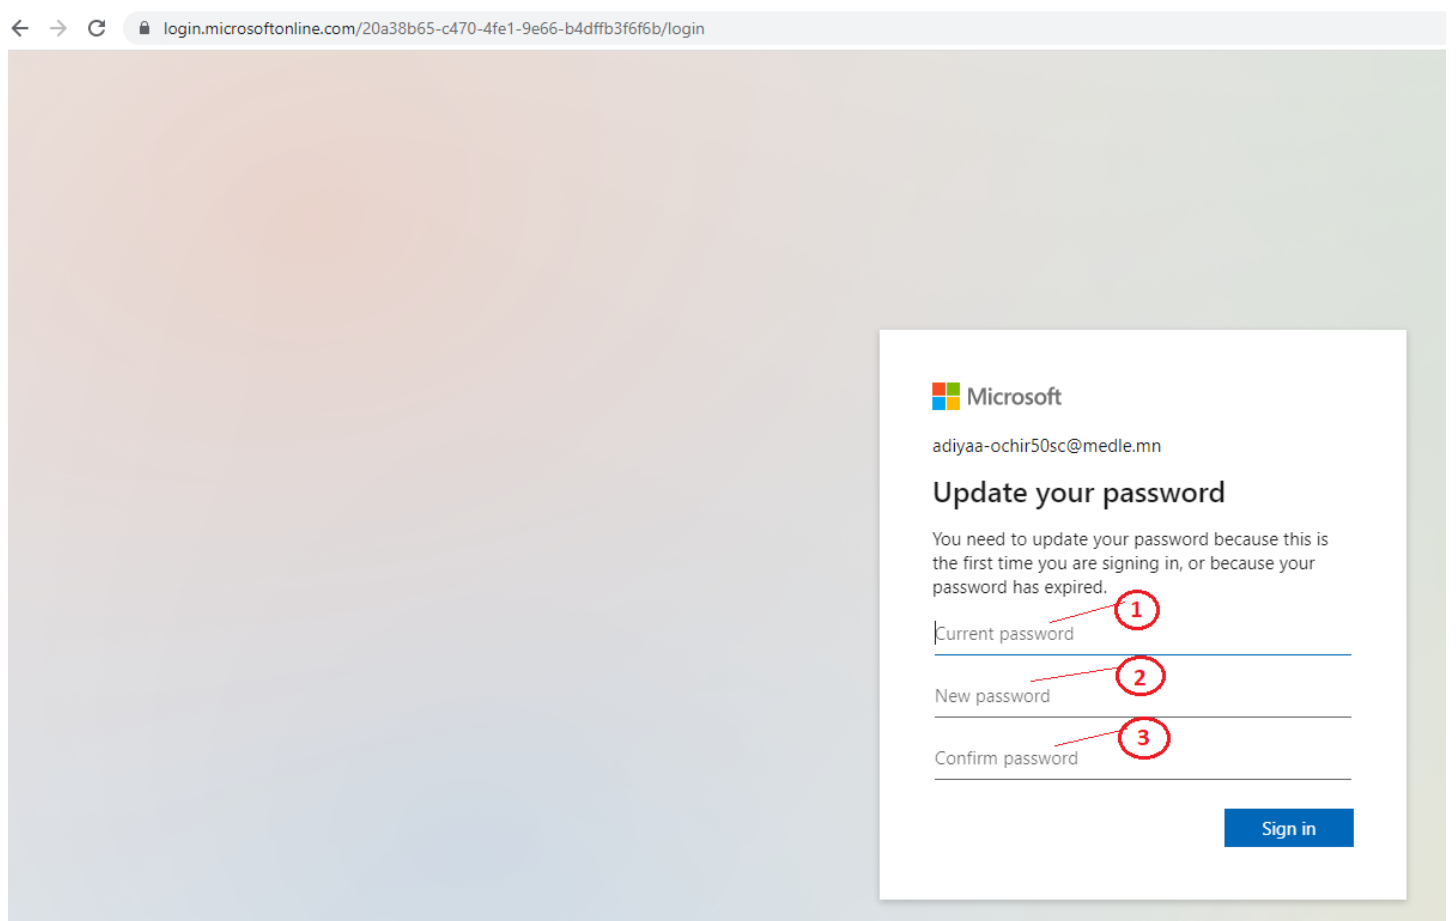 login.microsoftonline.com/20a38b65-c470-4fe1-9e66-b4dffb3f6f6b/login
Microsoft
adiyaa-ochir50sc@medle.mn
Update your password
You need to update your password because this is
the first time you are signing in, or because your
password has expired.
1
Current password
2
New password
3
Confirm password
Sign in